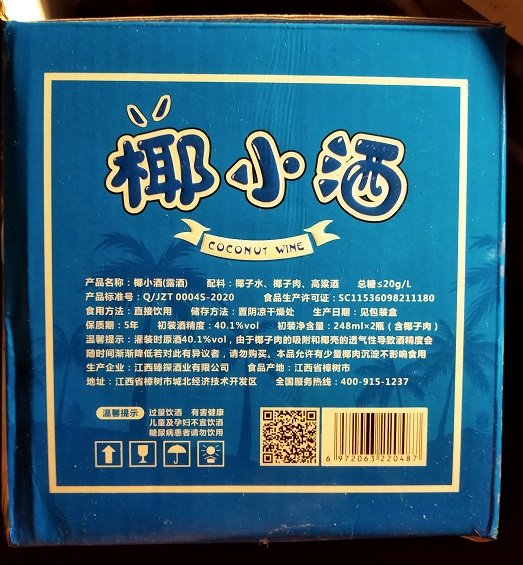 椰小酒
COCONUT WINE
产品名称：椰小酒(露酒) 配料：椰子水、椰子肉、高粱酒 总糖≤20g/L
产品标准号：Q/JZT 0004S-2020 食品生产许可证：SC11536098211180
食用方法：直接饮用 储存方法：置阴凉干燥处 生产日期：见包装盒
保质期：5年 初装酒精度：40.1%vol 初装净含量：248ml×2瓶（含椰子肉）
温馨提示：灌装时原酒40.1%vol，由于椰子肉的吸附和椰壳的透气性导致酒精度会
随时间渐渐降低若对此有异议者，请勿购买。本品允许有少量椰肉沉淀不影响食用
生产企业：江西臻探酒业有限公司 食品产地：江西省樟树市
地址：江西省樟树市城北经济技术开发区 全国服务热线：400-915-1237
温馨提示 过量饮酒 有害健康
儿童及孕妇不宜饮酒
糖尿病患者请勿饮用
6 972063 220487